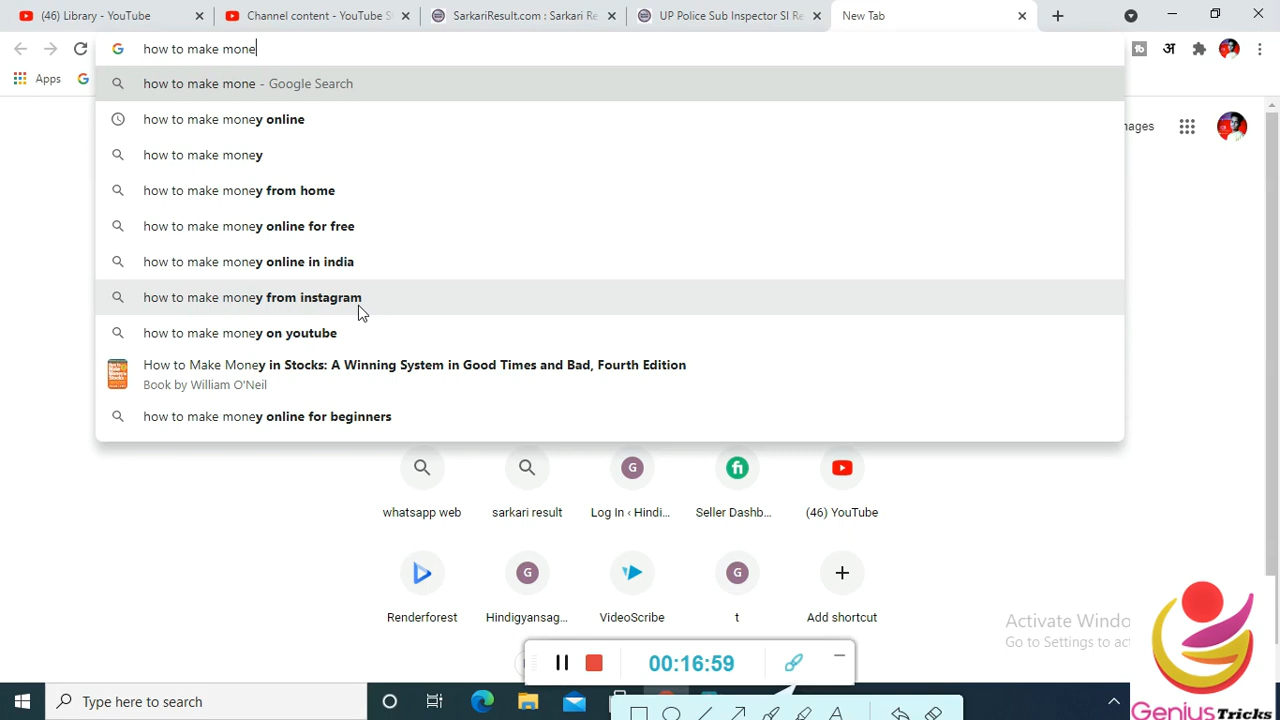 (46) Library - YouTube
Channel content - YouTube S
SarkariResult.com : Sarkari R
UP Police Sub Inspector SI Re
New Tab
how to make mone
Apps
how to make mone - Google Search
how to make money online
how to make money
how to make money from home
how to make money online for free
how to make money online in india
how to make money from instagram
how to make money on youtube
How to Make Money in Stocks: A Winning System in Good Times and Bad, Fourth Edition
Book by William O'Neil
how to make money online for beginners
अ
mages
whatsapp web
sarkari result
Log In ‹ Hindi...
Seller Dashb...
(46) YouTube
Renderforest
Hindigyansag...
VideoScribe
t
Add shortcut
Activate Windo
Go to Settings to act
00:16:59
Type here to search
Genius Tricks